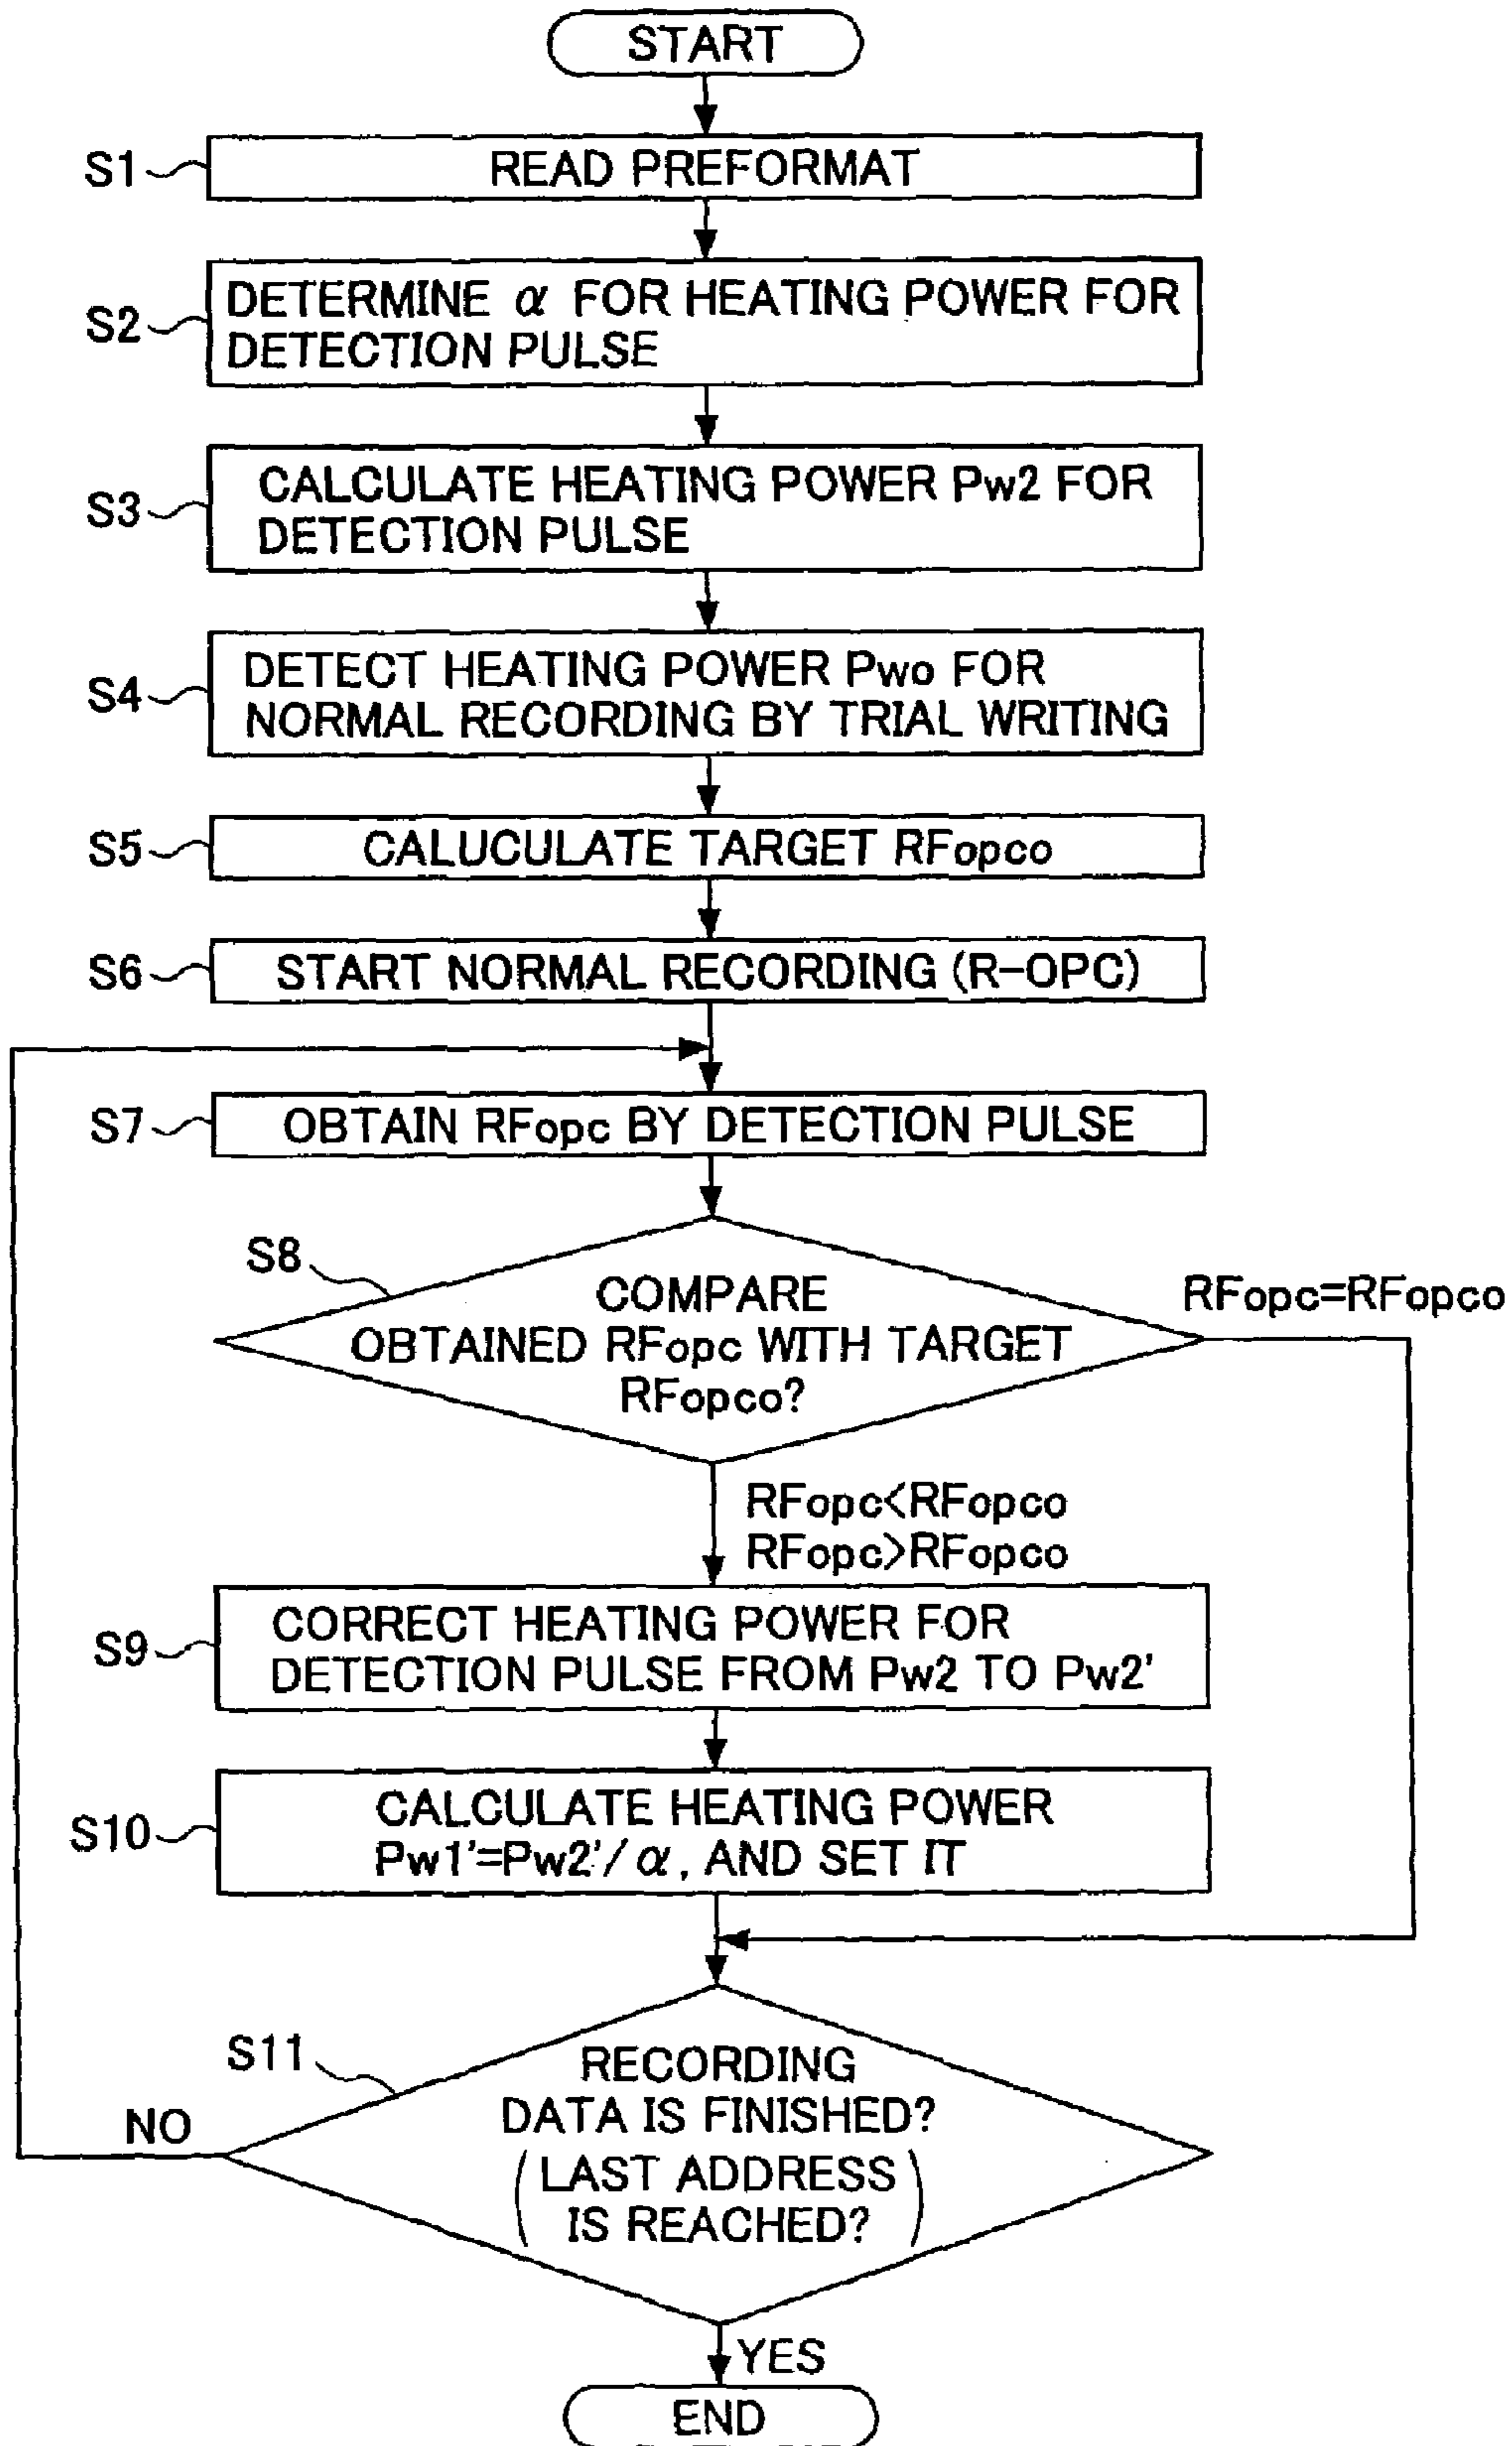 START
S1
READ PREFORMAT
S2
DETERMINE α FOR HEATING POWER FOR
DETECTION PULSE
S3
CALCULATE HEATING POWER Pw2 FOR
DETECTION PULSE
S4
DETECT HEATING POWER Pwo FOR
NORMAL RECORDING BY TRIAL WRITING
S5
CALUCULATE TARGET RFopco
S6
START NORMAL RECORDING (R-OPC)
S7
OBTAIN RFopc BY DETECTION PULSE
S8
COMPARE
OBTAINED RFopc WITH TARGET
RFopco?
RFopc=RFopco
RFopc<RFopco
RFopc>RFopco
S9
CORRECT HEATING POWER FOR
DETECTION PULSE FROM Pw2 TO Pw2'
S10
CALCULATE HEATING POWER
Pw1'=Pw2'/α, AND SET IT
S11
RECORDING
DATA IS FINISHED?
(LAST ADDRESS
IS REACHED?)
NO
YES
END